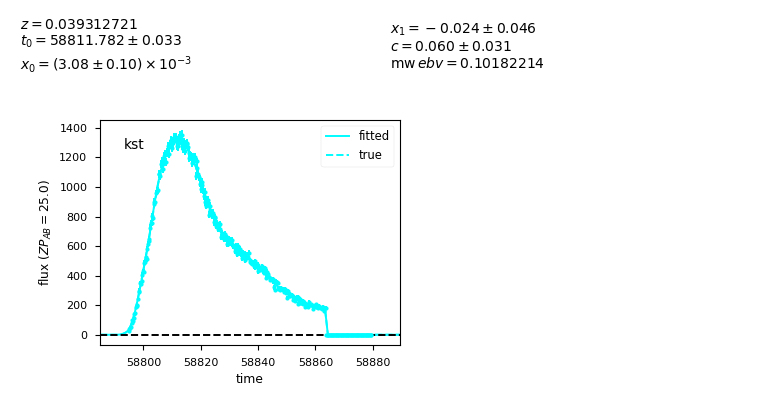 z = 0.039312721
t₀ = 58811.782 ± 0.033
x₀ = (3.08 ± 0.10) × 10⁻³
x₁ = −0.024 ± 0.046
c = 0.060 ± 0.031
mw ebv = 0.10182214
kst
fitted
true
1400
1200
1000
800
600
400
200
0
flux (ZP_AB = 25.0)
58800 58820 58840 58860 58880
time